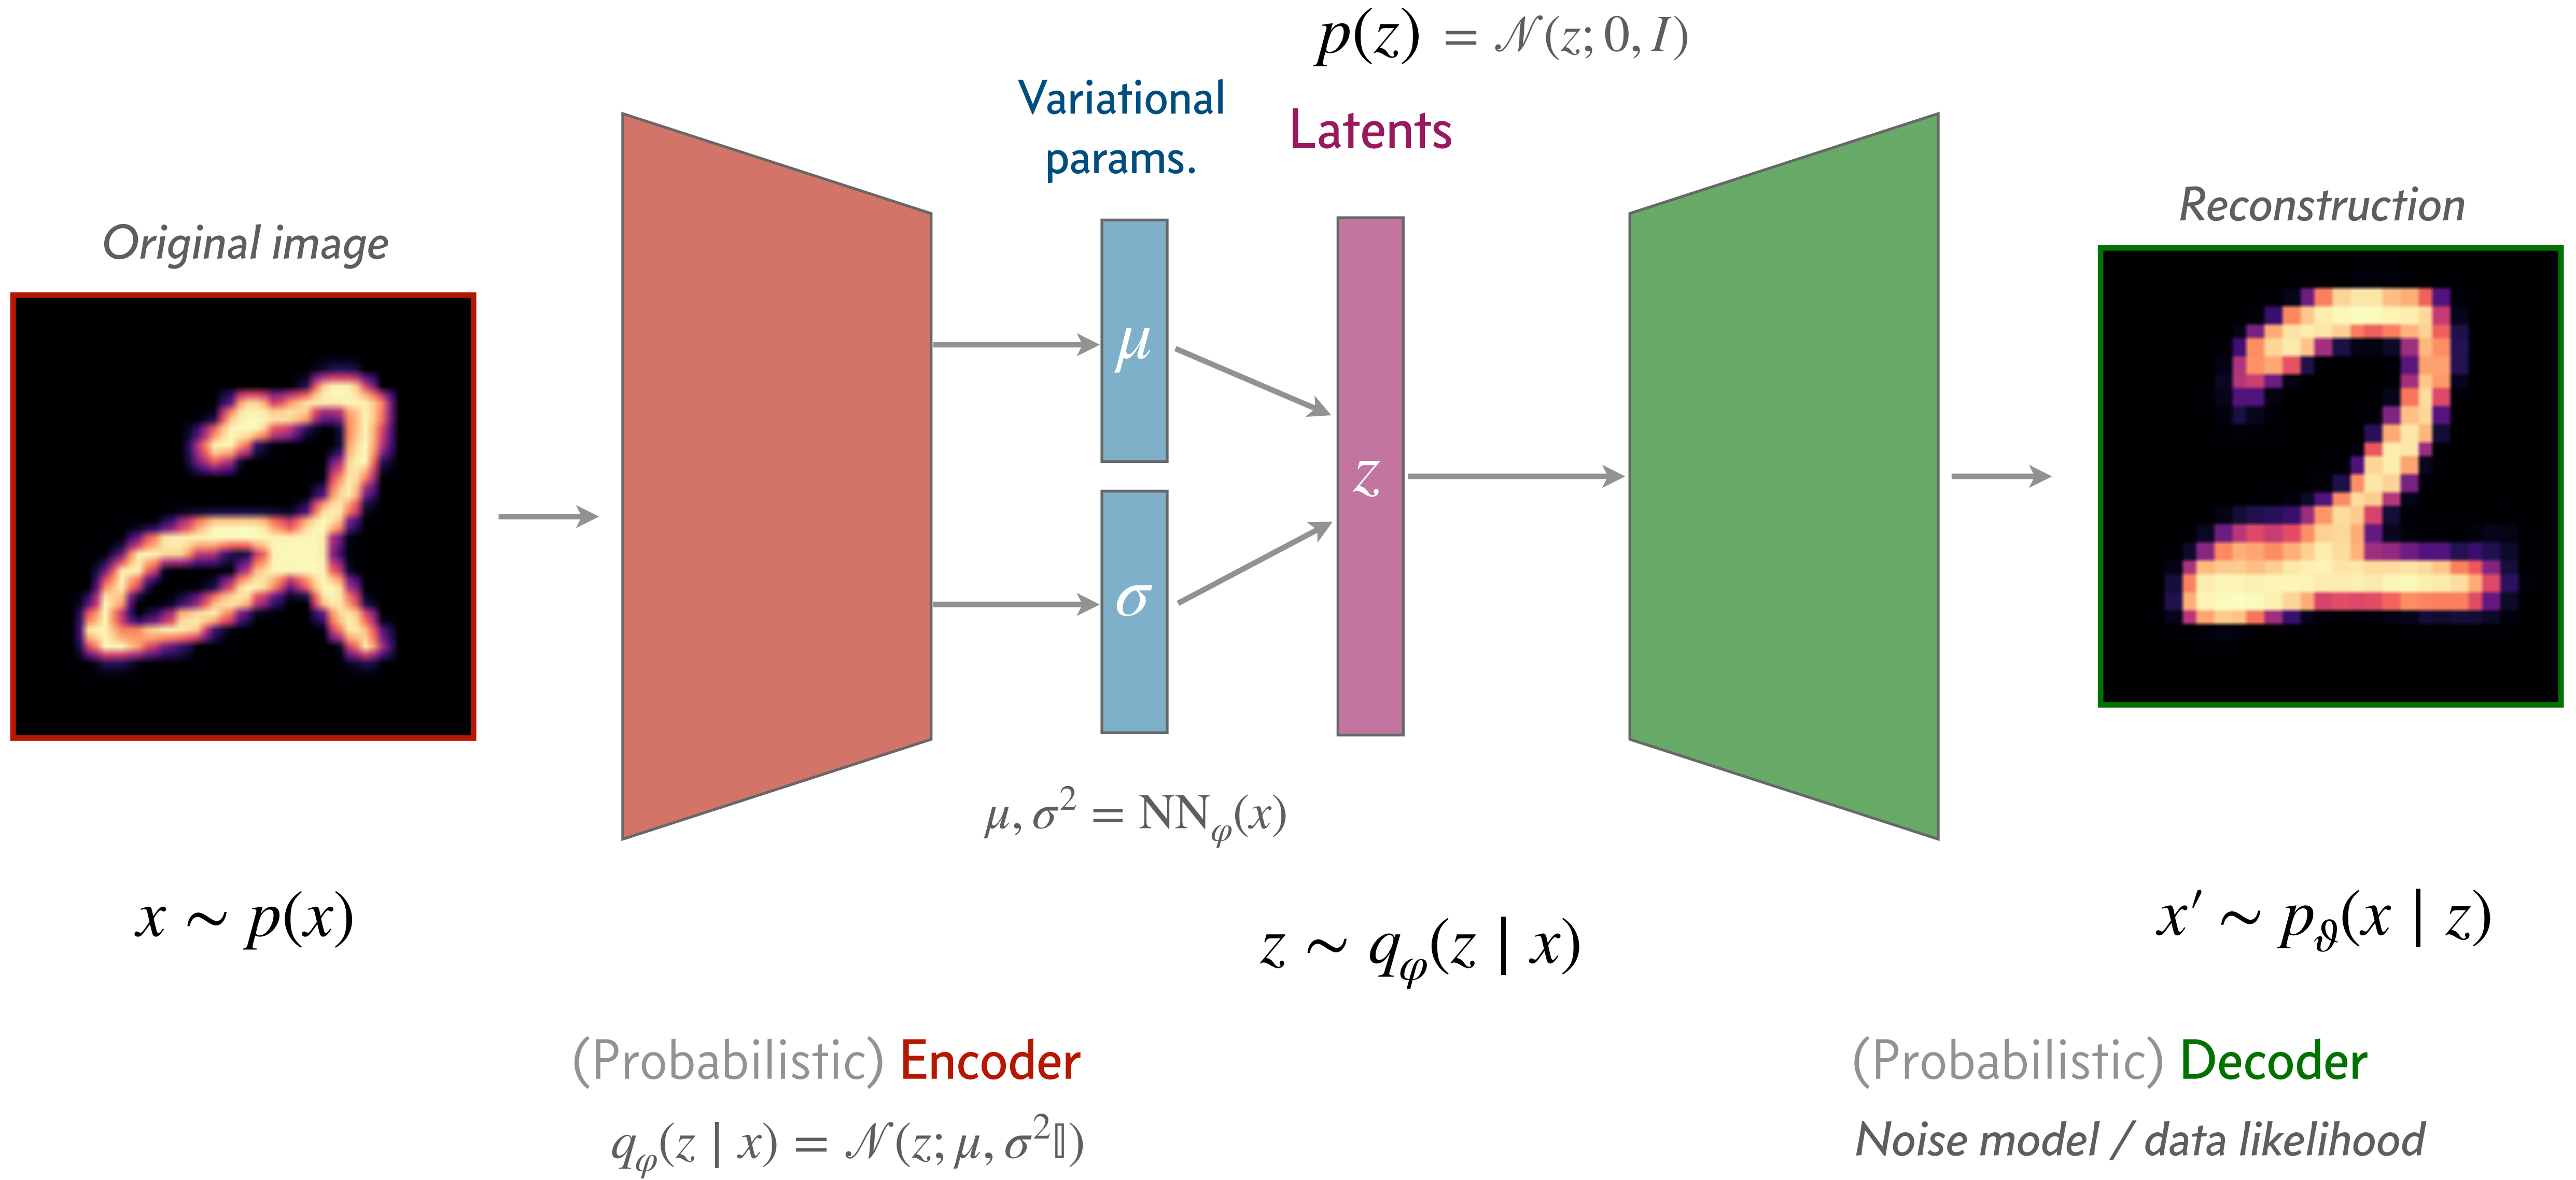 p(z) = 𝒩(z; 0, I)
Variational
params.
Latents
Original image
Reconstruction
μ
z
σ
μ, σ² = NN_φ(x)
x ~ p(x)
z ~ q_φ(z | x)
x′ ~ p_ϑ(x | z)
(Probabilistic) Encoder
(Probabilistic) Decoder
q_φ(z | x) = 𝒩(z; μ, σ²▯)
Noise model / data likelihood